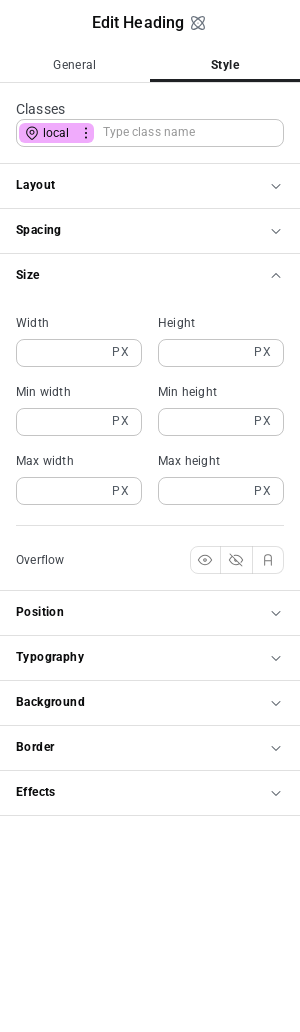 Edit Heading
General Style
Classes
local Type class name
Layout
Spacing
Size
Width Height
PX PX
Min width Min height
PX PX
Max width Max height
PX PX
Overflow
Position
Typography
Background
Border
Effects